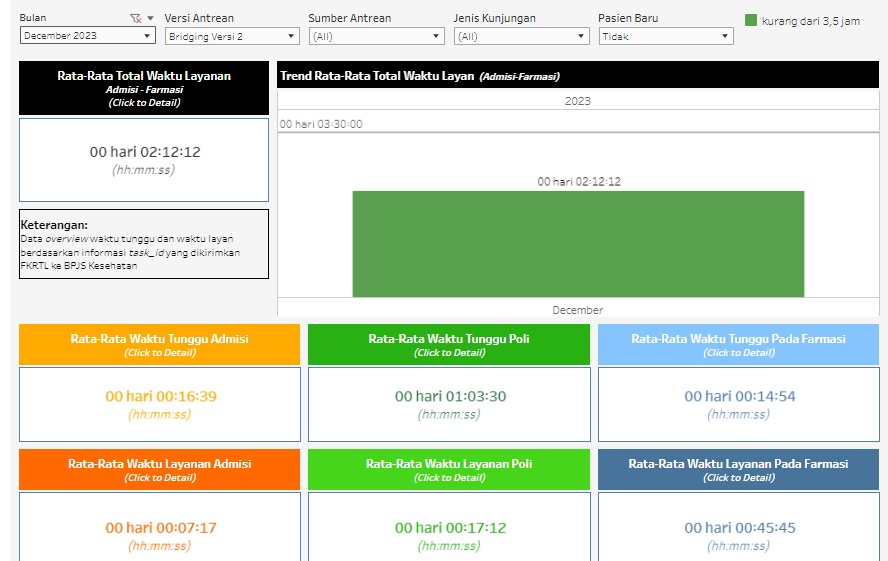 Bulan
Versi Antrean
Sumber Antrean
Jenis Kunjungan
Pasien Baru
kurang dari 3,5 jam
December 2023
Bridging Versi 2
(All)
(All)
Tidak
Rata-Rata Total Waktu Layanan
Admisi - Farmasi
(Click to Detail)
00 hari 02:12:12
(hh:mm:ss)
Keterangan:
Data overview waktu tunggu dan waktu layan
berdasarkan informasi task_id yang dikirimkan
FKRTL ke BPJS Kesehatan
Trend Rata-Rata Total Waktu Layan (Admisi-Farmasi)
2023
00 hari 03:30:00
00 hari 02:12:12
December
Rata-Rata Waktu Tunggu Admisi
(Click to Detail)
00 hari 00:16:39
(hh:mm:ss)
Rata-Rata Waktu Tunggu Poli
(Click to Detail)
00 hari 01:03:30
(hh:mm:ss)
Rata-Rata Waktu Tunggu Pada Farmasi
(Click to Detail)
00 hari 00:14:54
(hh:mm:ss)
Rata-Rata Waktu Layanan Admisi
(Click to Detail)
00 hari 00:07:17
(hh:mm:ss)
Rata-Rata Waktu Layanan Poli
(Click to Detail)
00 hari 00:17:12
(hh:mm:ss)
Rata-Rata Waktu Layanan Pada Farmasi
(Click to Detail)
00 hari 00:45:45
(hh:mm:ss)